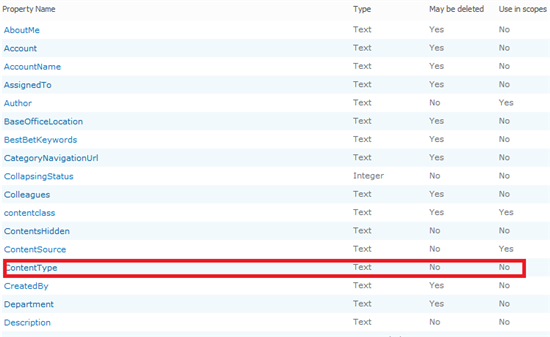 Property Name Type May be deleted Use in scopes
AboutMe Text Yes No
Account Text Yes No
AccountName Text Yes No
AssignedTo Text Yes No
Author Text No Yes
BaseOfficeLocation Text Yes No
BestBetKeywords Text Yes No
CategoryNavigationUrl Text Yes No
CollapsingStatus Integer No No
Colleagues Text Yes No
contentclass Text Yes Yes
ContentsHidden Text No No
ContentSource Text No Yes
ContentType Text No No
CreatedBy Text Yes No
Department Text Yes No
Description Text No No